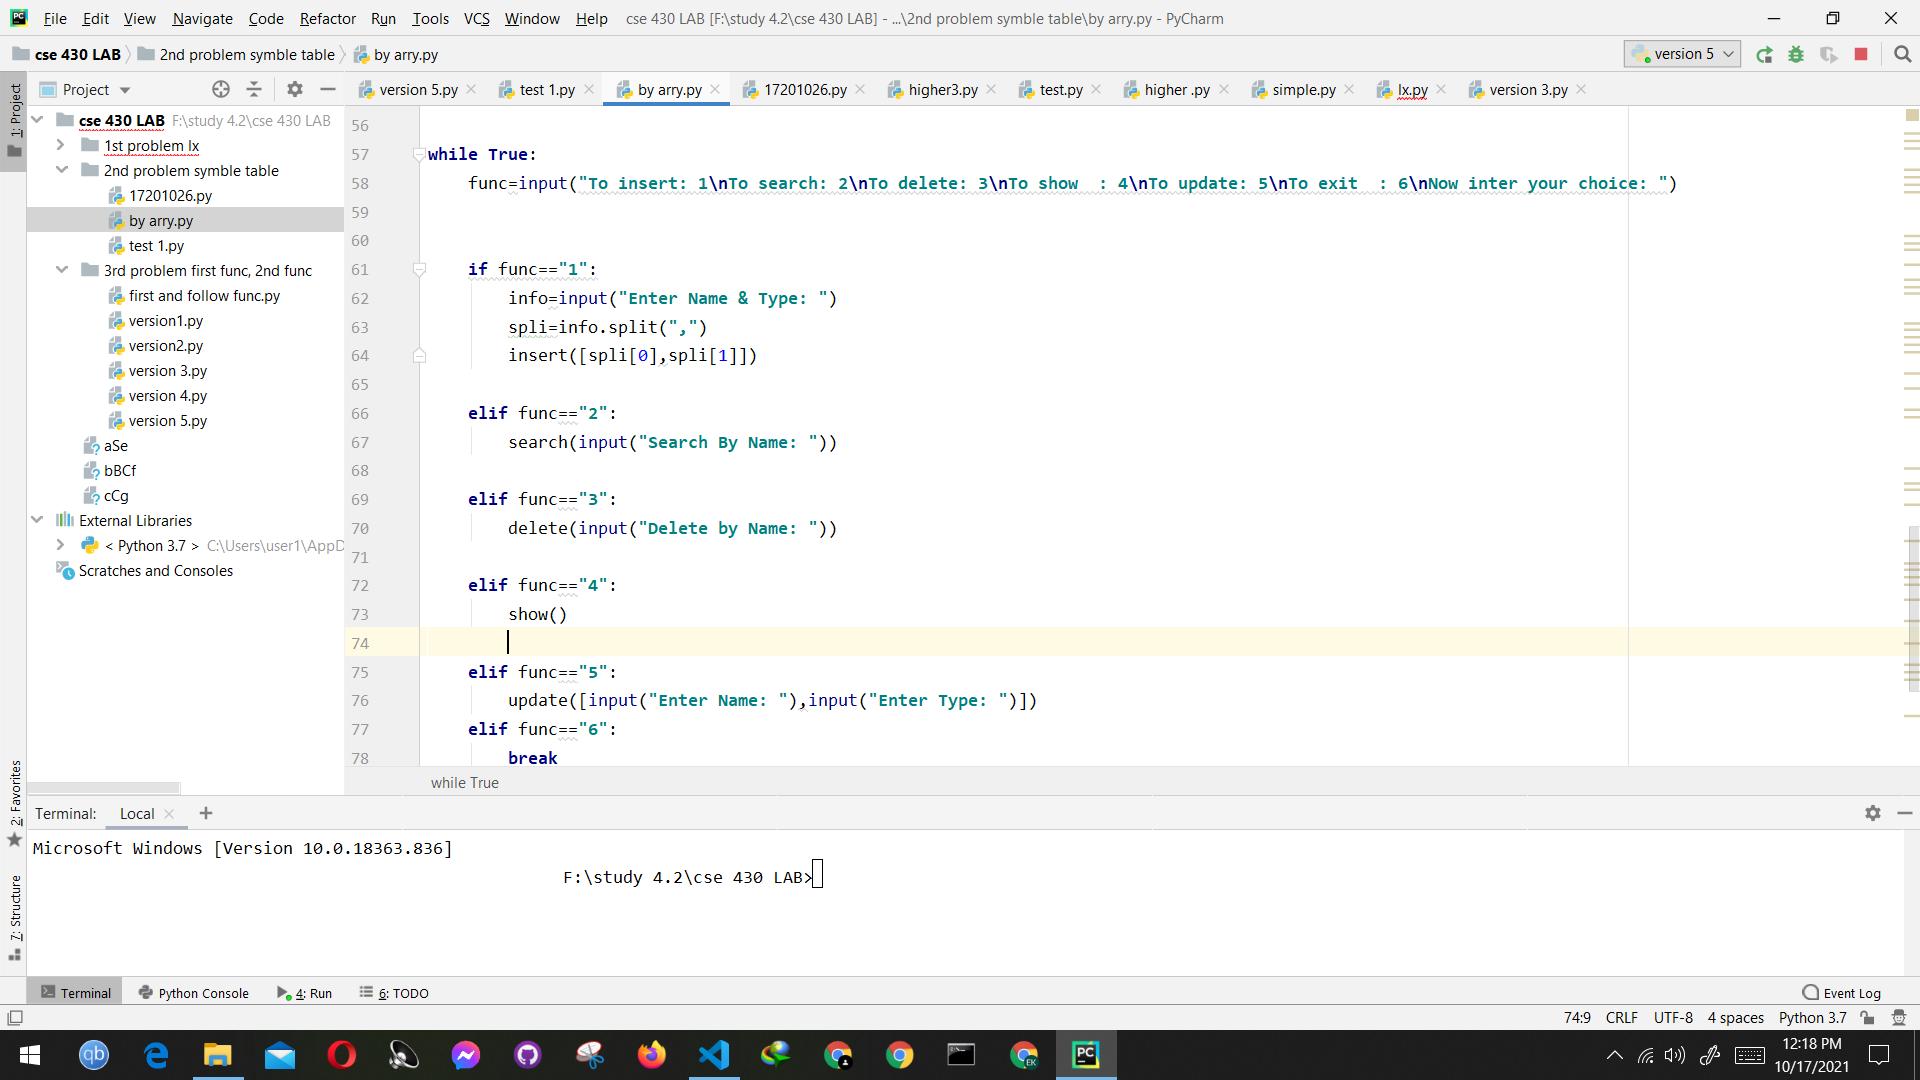 File Edit View Navigate Code Refactor Run Tools VCS Window Help cse 430 LAB [F:\study 4.2\cse 430 LAB] - ...\2nd problem symble table\by arry.py - PyCharm
cse 430 LAB 2nd problem symble table by arry.py version 5
Project version 5.py test 1.py by arry.py 17201026.py higher3.py test.py higher .py simple.py lx.py version 3.py
1: Project
cse 430 LAB F:\study 4.2\cse 430 LAB
1st problem lx
2nd problem symble table
17201026.py
by arry.py
test 1.py
3rd problem first func, 2nd func
first and follow func.py
version1.py
version2.py
version 3.py
version 4.py
version 5.py
aSe
bBCf
cCg
External Libraries
< Python 3.7 > C:\Users\user1\AppD
Scratches and Consoles
56
57 while True:
58 func=input("To insert: 1\nTo search: 2\nTo delete: 3\nTo show  : 4\nTo update: 5\nTo exit  : 6\nNow inter your choice: ")
59
60
61 if func=="1":
62 info=input("Enter Name & Type: ")
63 spli=info.split(",")
64 insert([spli[0],spli[1]])
65
66 elif func=="2":
67 search(input("Search By Name: "))
68
69 elif func=="3":
70 delete(input("Delete by Name: "))
71
72 elif func=="4":
73 show()
74
75 elif func=="5":
76 update([input("Enter Name: "),input("Enter Type: ")])
77 elif func=="6":
78 break
while True
2: Favorites
7: Structure
Terminal: Local
Microsoft Windows [Version 10.0.18363.836]
F:\study 4.2\cse 430 LAB>
Terminal Python Console 4: Run 6: TODO Event Log
74:9 CRLF UTF-8 4 spaces Python 3.7
qb PC EK PC
12:18 PM
10/17/2021